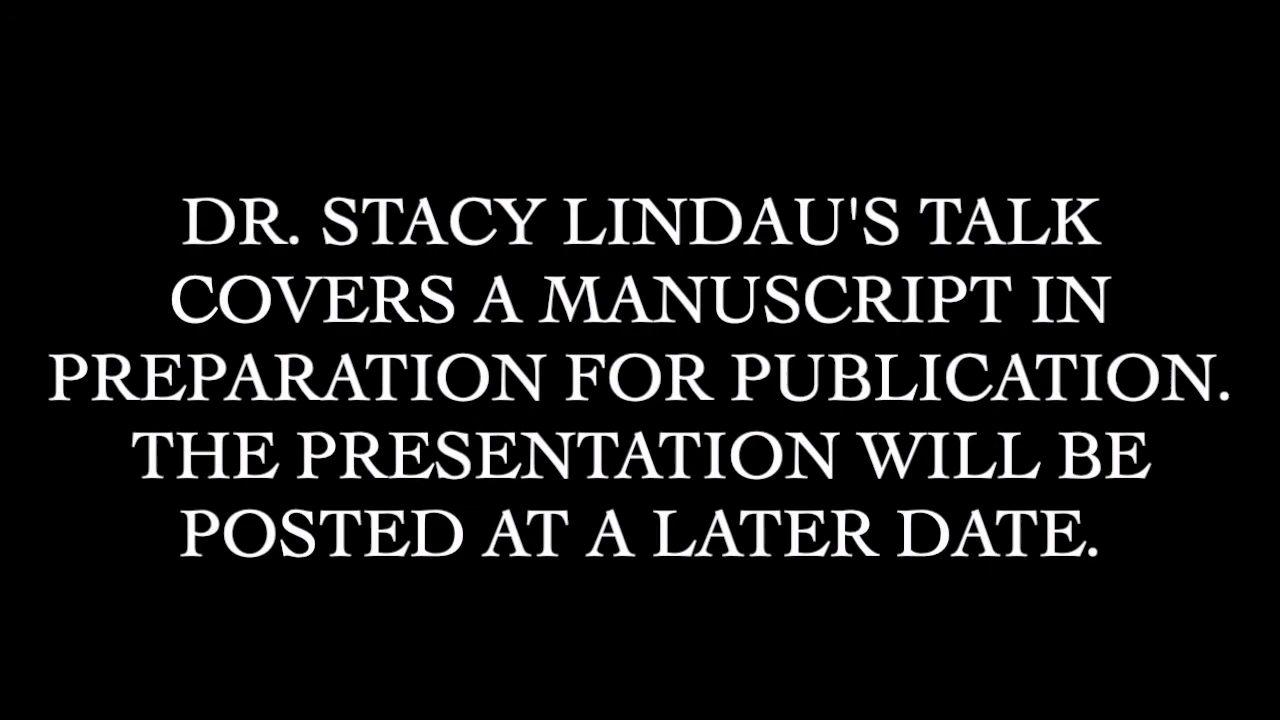 DR. STACY LINDAU'S TALK
COVERS A MANUSCRIPT IN
PREPARATION FOR PUBLICATION.
THE PRESENTATION WILL BE
POSTED AT A LATER DATE.